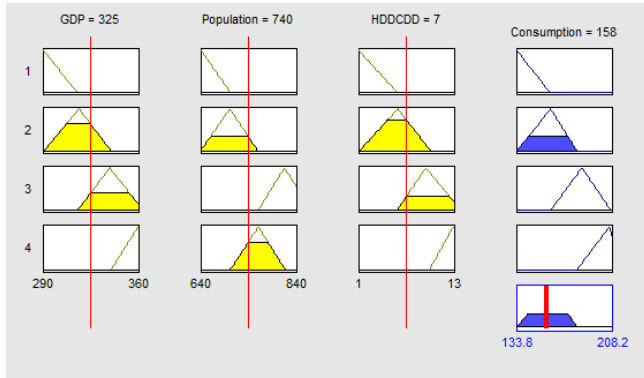 GDP = 325 Population = 740 HDDCDD = 7 Consumption = 158
1
2
3
4
290 360 640 840 1 13
133.8 208.2